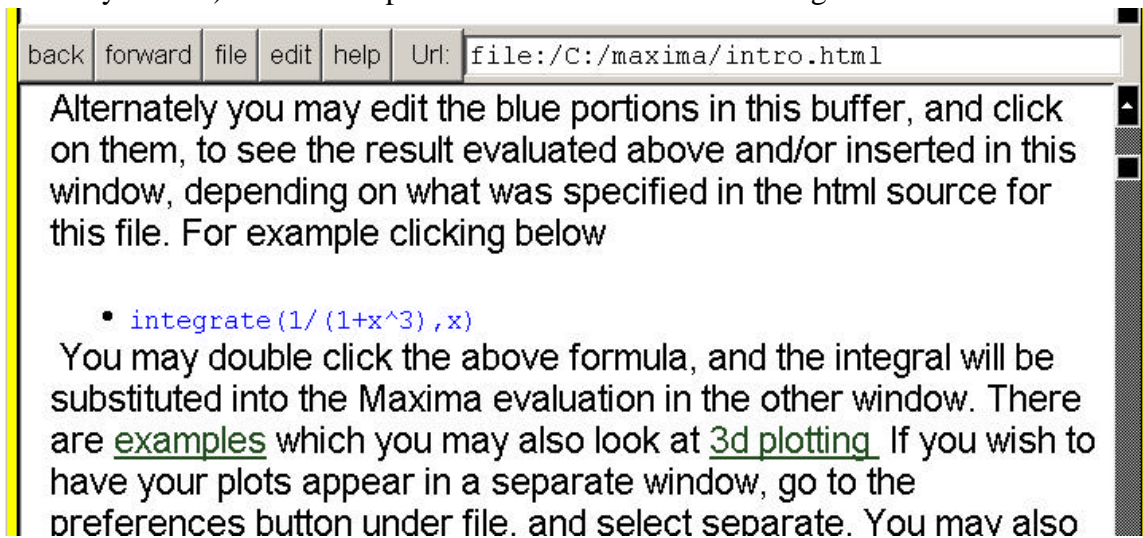 back forward file edit help Url: file:/C:/maxima/intro.html
Alternately you may edit the blue portions in this buffer, and click
on them, to see the result evaluated above and/or inserted in this
window, depending on what was specified in the html source for
this file. For example clicking below
• integrate(1/(1+x^3),x)
You may double click the above formula, and the integral will be
substituted into the Maxima evaluation in the other window. There
are examples which you may also look at 3d plotting If you wish to
have your plots appear in a separate window, go to the
preferences button under file, and select separate. You may also